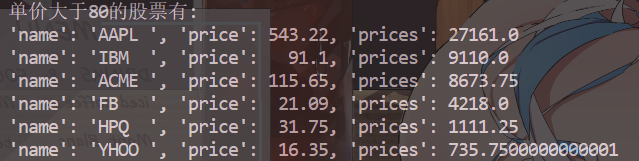 单价大于80的股票有:
'name': 'AAPL ', 'price': 543.22, 'prices': 27161.0
'name': 'IBM  ', 'price':   91.1, 'prices': 9110.0
'name': 'ACME ', 'price': 115.65, 'prices': 8673.75
'name': 'FB   ', 'price':  21.09, 'prices': 4218.0
'name': 'HPQ  ', 'price':  31.75, 'prices': 1111.25
'name': 'YHOO ', 'price':  16.35, 'prices': 735.7500000000001